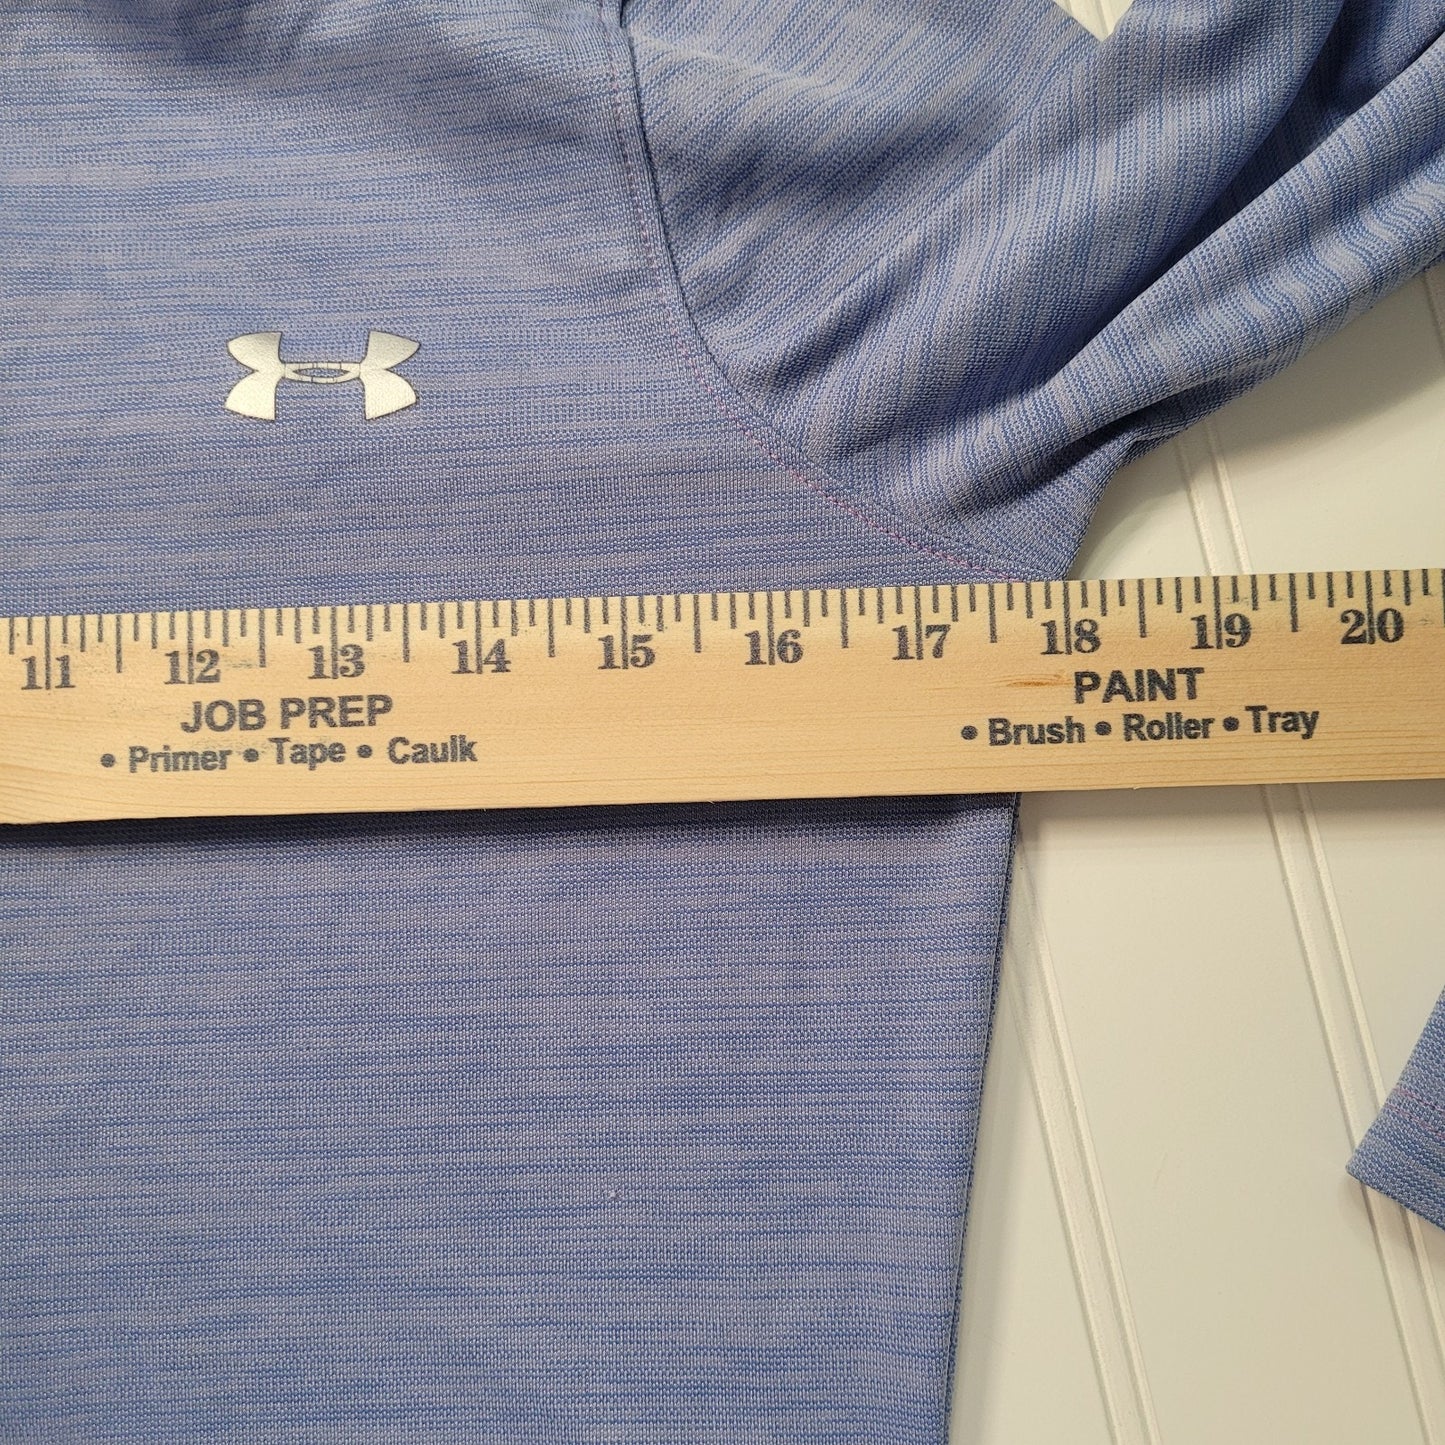 11 12 13 14 15 16 17 18 19 20
JOB PREP
• Primer • Tape • Caulk
PAINT
• Brush • Roller • Tray